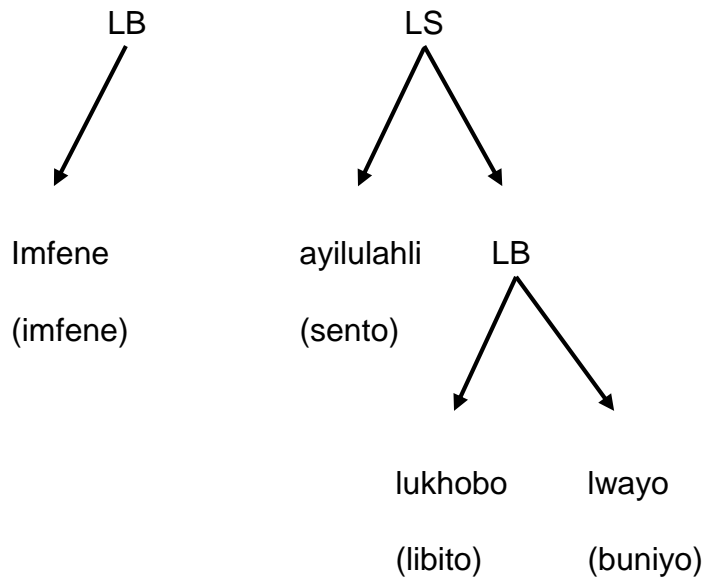 LB LS
Imfene ayilulahli LB
(imfene) (sento)
lukhobo lwayo
(libito) (buniyo)